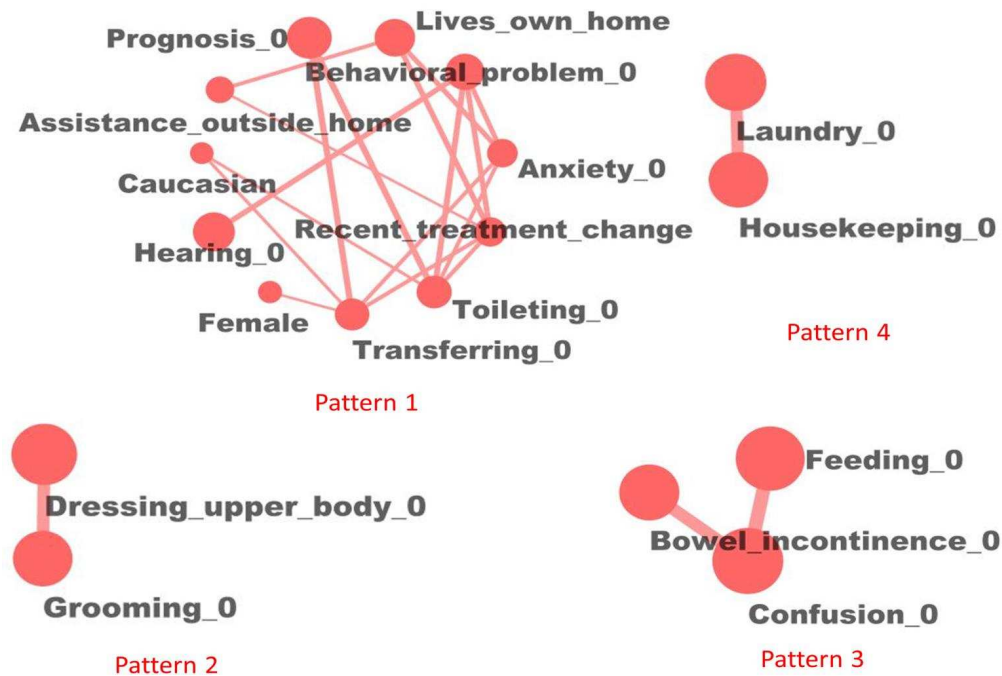 Lives_own_home
Prognosis_0
Behavioral_problem_0
Assistance_outside_home
Laundry_0
Anxiety_0
Caucasian
Recent_treatment_change
Housekeeping_0
Hearing_0
Toileting_0
Female
Transferring_0
Pattern 4
Pattern 1
Feeding_0
Dressing_upper_body_0
Bowel_incontinence_0
Grooming_0
Confusion_0
Pattern 2
Pattern 3